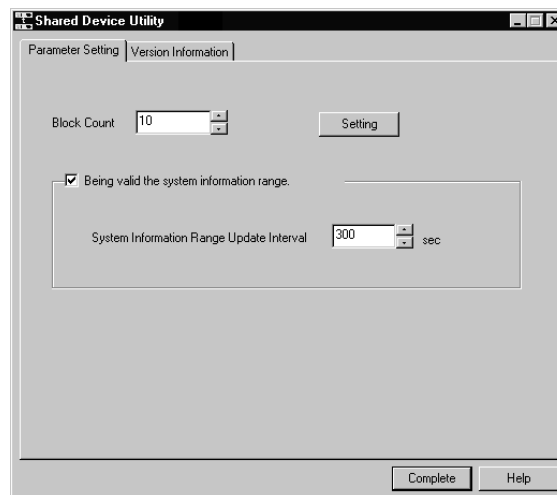 Shared Device Utility
Parameter Setting Version Information
Block Count 10 Setting
Being valid the system information range.
System Information Range Update Interval 300 sec
Complete Help